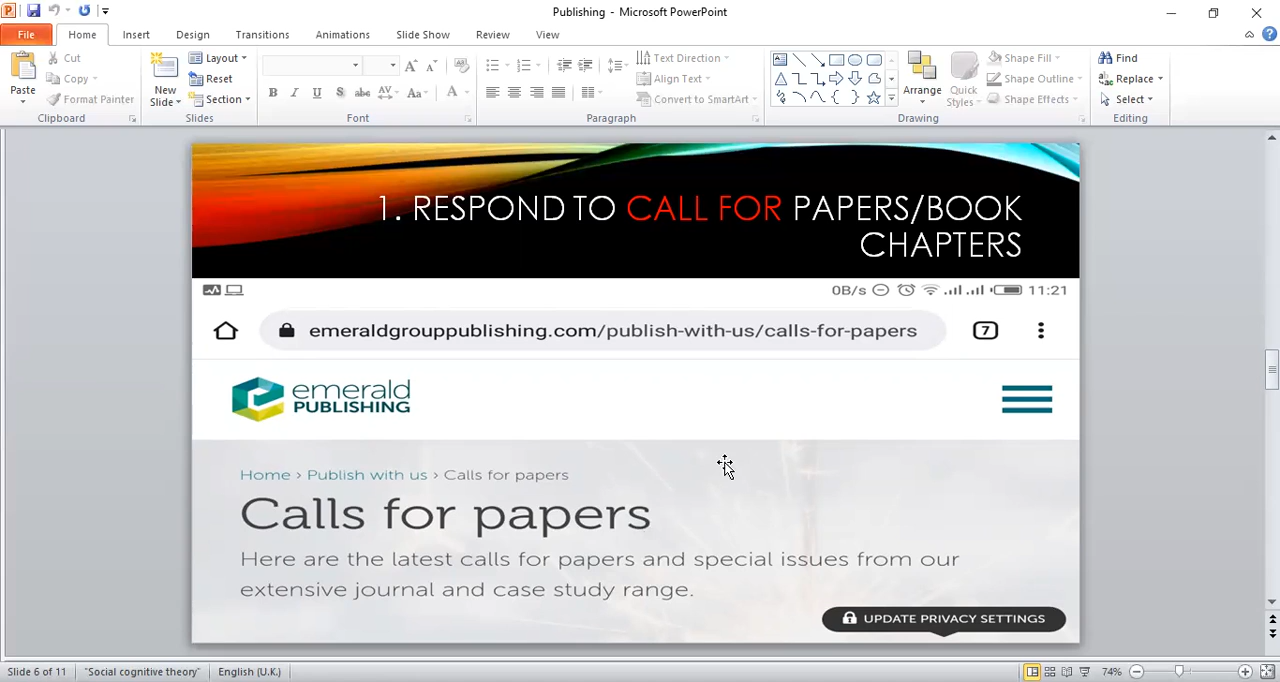 Publishing - Microsoft PowerPoint
File Home Insert Design Transitions Animations Slide Show Review View
Paste
Cut
Copy
Format Painter
Clipboard
New Slide
Layout
Reset
Section
Slides
B I U S abc AV Aa A
Font
Text Direction
Align Text
Convert to SmartArt
Paragraph
Arrange
Quick Styles
Shape Fill
Shape Outline
Shape Effects
Drawing
Find
Replace
Select
Editing
1. RESPOND TO CALL FOR PAPERS/BOOK
CHAPTERS
0B/s 11:21
emeraldgrouppublishing.com/publish-with-us/calls-for-papers 7
emerald
PUBLISHING
Home › Publish with us › Calls for papers
Calls for papers
Here are the latest calls for papers and special issues from our
extensive journal and case study range.
UPDATE PRIVACY SETTINGS
Slide 6 of 11 "Social cognitive theory" English (U.K.) 74%